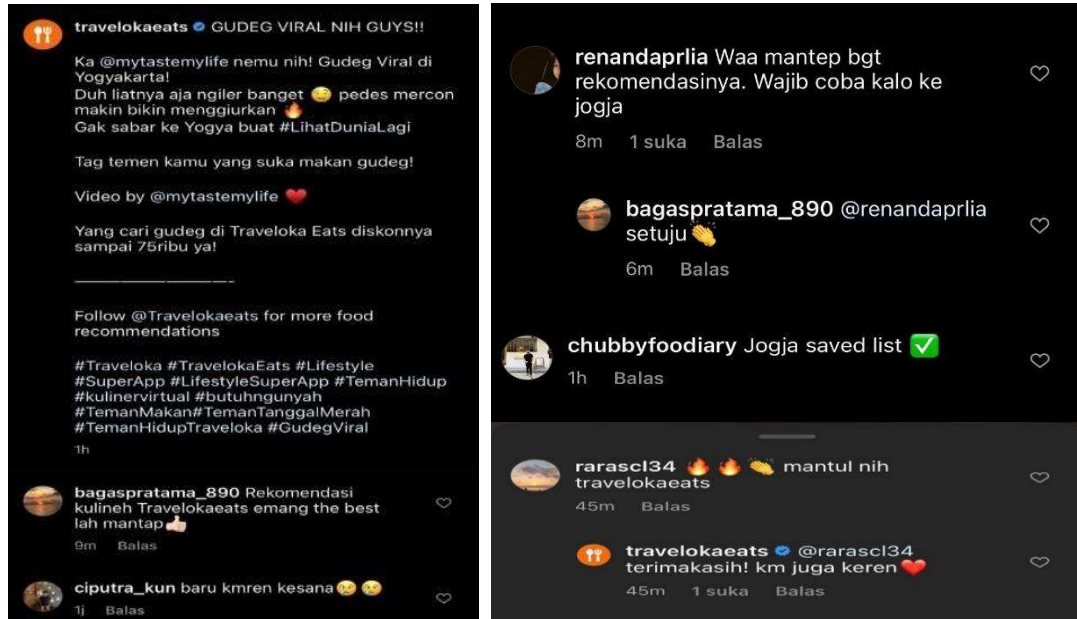 travelokaeats GUDEG VIRAL NIH GUYS!!
Ka @mytastemylife nemu nih! Gudeg Viral di
Yogyakarta!
Duh liatnya aja ngiler banget 🤤 pedes mercon
makin bikin menggiurkan 🔥
Gak sabar ke Yogya buat #LihatDuniaLagi
Tag temen kamu yang suka makan gudeg!
Video by @mytastemylife ❤️
Yang cari gudeg di Traveloka Eats diskonnya
sampai 75ribu ya!
————————————-
Follow @Travelokaeats for more food
recommendations
#Traveloka #TravelokaEats #Lifestyle
#SuperApp #LifestyleSuperApp #TemanHidup
#kulinervirtual #butuhngunyah
#TemanMakan#TemanTanggalMerah
#TemanHidupTraveloka #GudegViral
1h
bagaspratama_890 Rekomendasi
kulineh Travelokaeats emang the best
lah mantap👍🏻
9m Balas
ciputra_kun baru kmren kesana😢 😢
1j Balas
renandaprlia Waa mantep bgt
rekomendasinya. Wajib coba kalo ke
jogja
8m 1 suka Balas
bagaspratama_890 @renandaprlia
setuju👏
6m Balas
chubbyfoodiary Jogja saved list ✅
1h Balas
rarascl34 🔥 🔥 👏 mantul nih
travelokaeats
45m Balas
travelokaeats @rarascl34
terimakasih! km juga keren❤️
45m 1 suka Balas